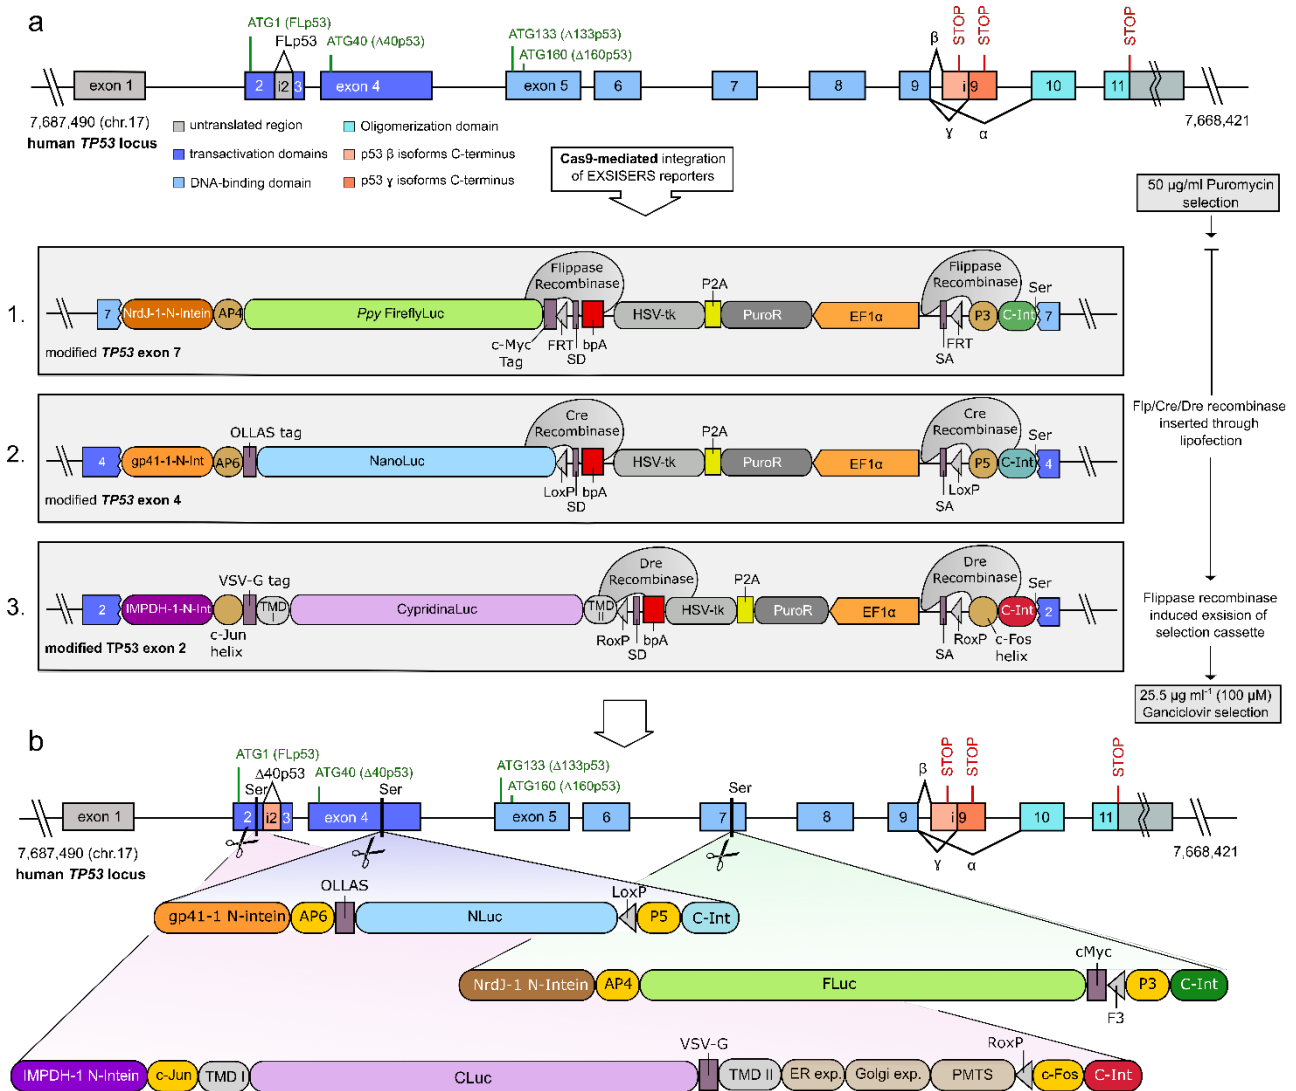 a
ATG1 (FLp53)
FLp53
ATG40 (Δ40p53)
ATG133 (Δ133p53)
ATG160 (Δ160p53)
β
STOP
STOP
STOP
exon 1
2
i2
3
exon 4
exon 5
6
7
8
9
i
9
10
11
γ
α
7,687,490 (chr.17)
human TP53 locus
7,668,421
untranslated region
transactivation domains
DNA-binding domain
Oligomerization domain
p53 β isoforms C-terminus
p53 γ isoforms C-terminus
Cas9-mediated integration
of EXSISERS reporters
50 µg/ml Puromycin
selection
1.
Flippase
Recombinase
P2A
Flippase
Recombinase
Ser
7
NrdJ-1-N-Intein
AP4
Ppy FireflyLuc
HSV-tk
PuroR
EF1α
P3
C-Int
7
c-Myc
Tag
FRT
SD
bpA
SA
FRT
modified TP53 exon 7
2.
OLLAS tag
Cre
Recombinase
P2A
Cre
Recombinase
Ser
4
gp41-1-N-Int
AP6
NanoLuc
HSV-tk
PuroR
EF1α
P5
C-Int
4
LoxP
SD
bpA
SA
LoxP
modified TP53 exon 4
Flp/Cre/Dre recombinase
inserted through
lipofection
3.
VSV-G tag
Dre
Recombinase
P2A
Dre
Recombinase
Ser
2
IMPDH-1-N-Int
TMD
I
CypridinaLuc
TMD
II
HSV-tk
PuroR
EF1α
C-Int
2
c-Jun
helix
RoxP
SD
bpA
SA
RoxP
c-Fos
helix
modified TP53 exon 2
Flippase recombinase
induced exsision of
selection cassette
25.5 µg ml⁻¹ (100 µM)
Ganciclovir selection
b
ATG1 (FLp53)
Δ40p53
Ser
ATG40 (Δ40p53)
Ser
ATG133 (Δ133p53)
ATG160 (Δ160p53)
Ser
β
STOP
STOP
STOP
exon 1
2
i2
3
exon 4
exon 5
6
7
8
9
i
9
10
11
γ
α
7,687,490 (chr.17)
human TP53 locus
7,668,421
OLLAS
LoxP
gp41-1 N-intein
AP6
NLuc
P5
C-Int
cMyc
NrdJ-1 N-Intein
AP4
FLuc
P3
C-Int
F3
VSV-G
RoxP
IMPDH-1 N-Intein
c-Jun
TMD I
CLuc
TMD II
ER exp.
Golgi exp.
PMTS
c-Fos
C-Int